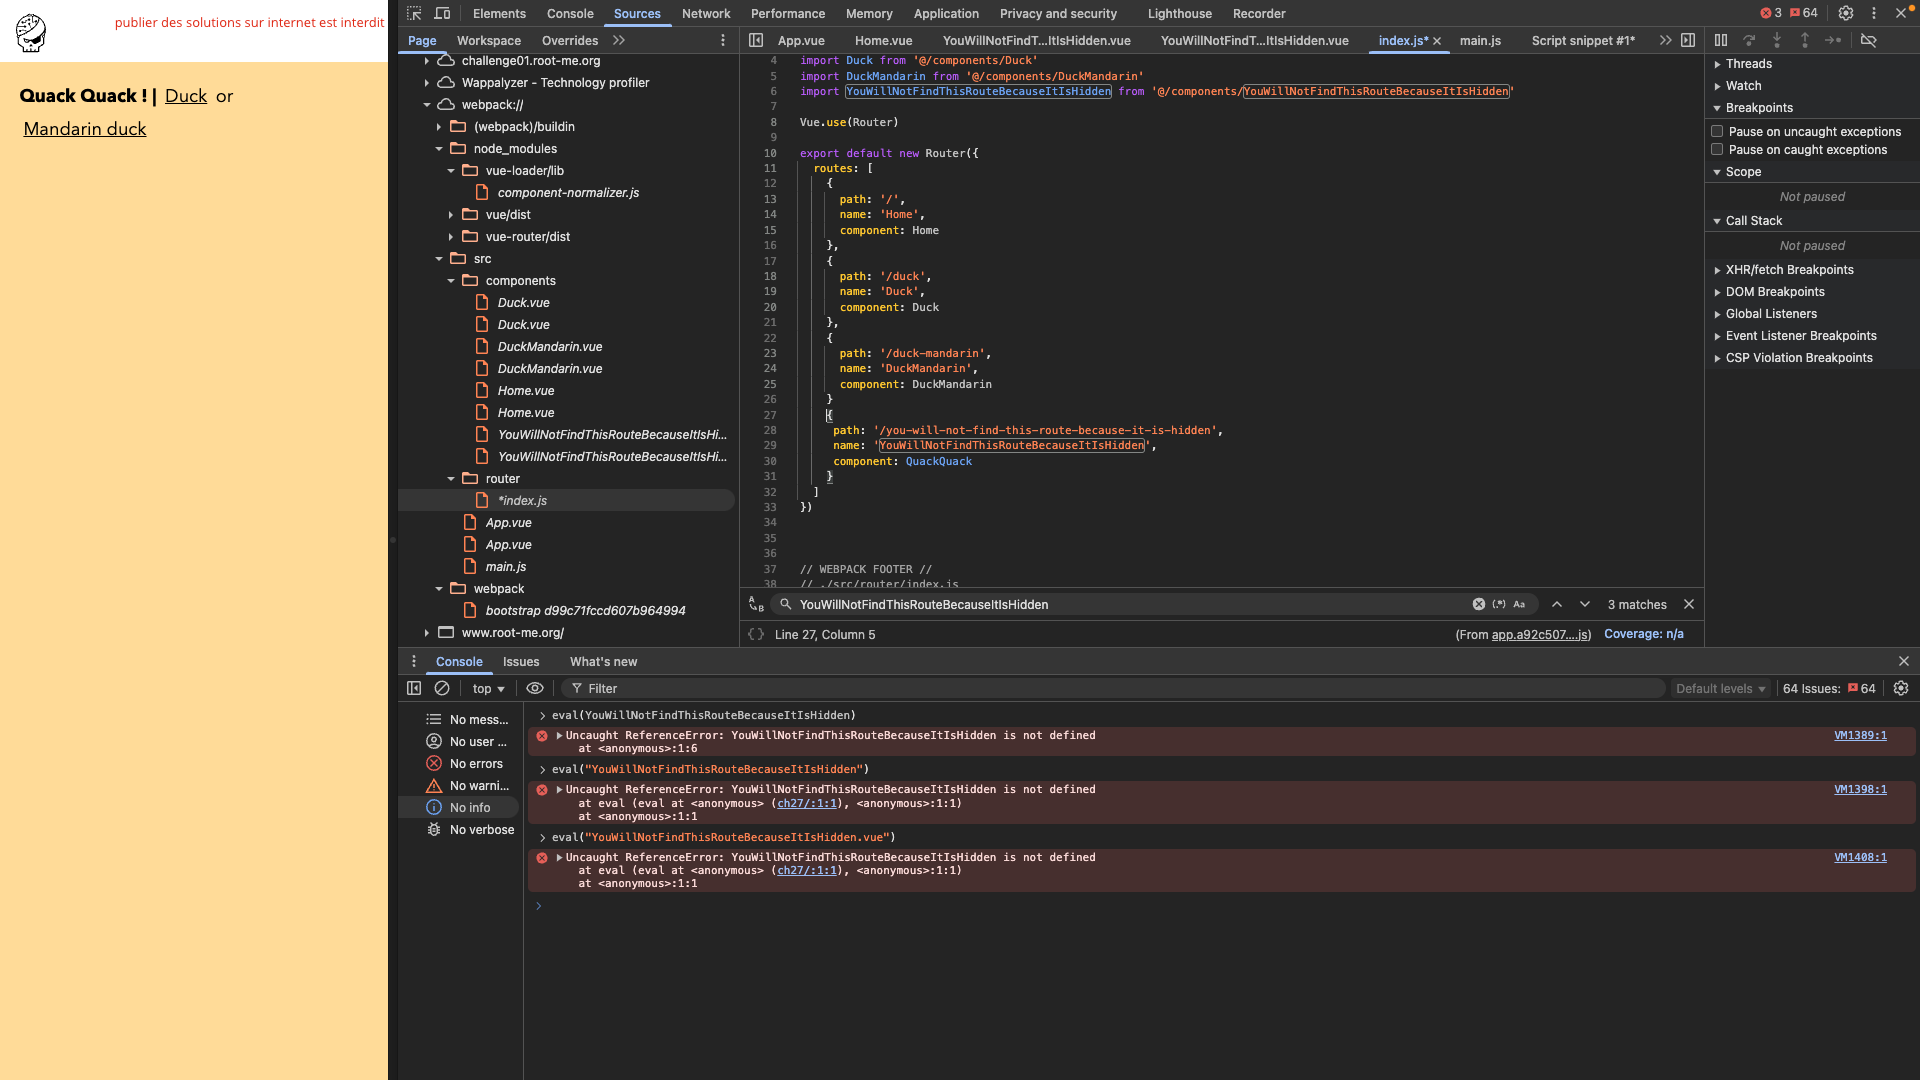 publier des solutions sur internet est interdit
Quack Quack ! | Duck or
Mandarin duck
Elements Console Sources Network Performance Memory Application Privacy and security Lighthouse Recorder 3 64
Page Workspace Overrides
App.vue Home.vue YouWillNotFindT...ItIsHidden.vue YouWillNotFindT...ItIsHidden.vue index.js* main.js Script snippet #1*
challenge01.root-me.org
Wappalyzer - Technology profiler
webpack://
(webpack)/buildin
node_modules
vue-loader/lib
component-normalizer.js
vue/dist
vue-router/dist
src
components
Duck.vue
Duck.vue
DuckMandarin.vue
DuckMandarin.vue
Home.vue
Home.vue
YouWillNotFindThisRouteBecauseItIsHi...
YouWillNotFindThisRouteBecauseItIsHi...
router
*index.js
App.vue
App.vue
main.js
webpack
bootstrap d99c71fccd607b964994
www.root-me.org/
4 import Duck from '@/components/Duck'
5 import DuckMandarin from '@/components/DuckMandarin'
6 import YouWillNotFindThisRouteBecauseItIsHidden from '@/components/YouWillNotFindThisRouteBecauseItIsHidden'
7
8 Vue.use(Router)
9
10 export default new Router({
11 routes: [
12 {
13 path: '/',
14 name: 'Home',
15 component: Home
16 },
17 {
18 path: '/duck',
19 name: 'Duck',
20 component: Duck
21 },
22 {
23 path: '/duck-mandarin',
24 name: 'DuckMandarin',
25 component: DuckMandarin
26 }
27 {
28 path: '/you-will-not-find-this-route-because-it-is-hidden',
29 name: 'YouWillNotFindThisRouteBecauseItIsHidden',
30 component: QuackQuack
31 }
32 ]
33 })
34
35
36
37 // WEBPACK FOOTER //
38 // ./src/router/index.js
YouWillNotFindThisRouteBecauseItIsHidden (.*) Aa 3 matches
{} Line 27, Column 5 (From app.a92c507....js) Coverage: n/a
Threads
Watch
Breakpoints
Pause on uncaught exceptions
Pause on caught exceptions
Scope
Not paused
Call Stack
Not paused
XHR/fetch Breakpoints
DOM Breakpoints
Global Listeners
Event Listener Breakpoints
CSP Violation Breakpoints
Console Issues What's new
top Filter Default levels 64 Issues: 64
No mess...
No user ...
No errors
No warni...
No info
No verbose
> eval(YouWillNotFindThisRouteBecauseItIsHidden)
Uncaught ReferenceError: YouWillNotFindThisRouteBecauseItIsHidden is not defined VM1389:1
at <anonymous>:1:6
> eval("YouWillNotFindThisRouteBecauseItIsHidden")
Uncaught ReferenceError: YouWillNotFindThisRouteBecauseItIsHidden is not defined VM1398:1
at eval (eval at <anonymous> (ch27/:1:1), <anonymous>:1:1)
at <anonymous>:1:1
> eval("YouWillNotFindThisRouteBecauseItIsHidden.vue")
Uncaught ReferenceError: YouWillNotFindThisRouteBecauseItIsHidden is not defined VM1408:1
at eval (eval at <anonymous> (ch27/:1:1), <anonymous>:1:1)
at <anonymous>:1:1
>